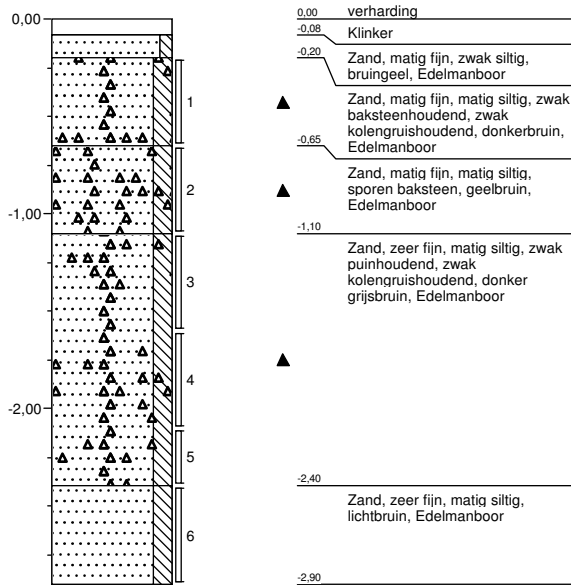 0,00
-1,00
-2,00
1
2
3
4
5
6
0,00
verharding
-0,08
Klinker
-0,20
Zand, matig fijn, zwak siltig,
bruingeel, Edelmanboor
Zand, matig fijn, matig siltig, zwak
baksteenhoudend, zwak
kolengruishoudend, donkerbruin,
Edelmanboor
-0,65
Zand, matig fijn, matig siltig,
sporen baksteen, geelbruin,
Edelmanboor
-1,10
Zand, zeer fijn, matig siltig, zwak
puinhoudend, zwak
kolengruishoudend, donker
grijsbruin, Edelmanboor
-2,40
Zand, zeer fijn, matig siltig,
lichtbruin, Edelmanboor
-2,90